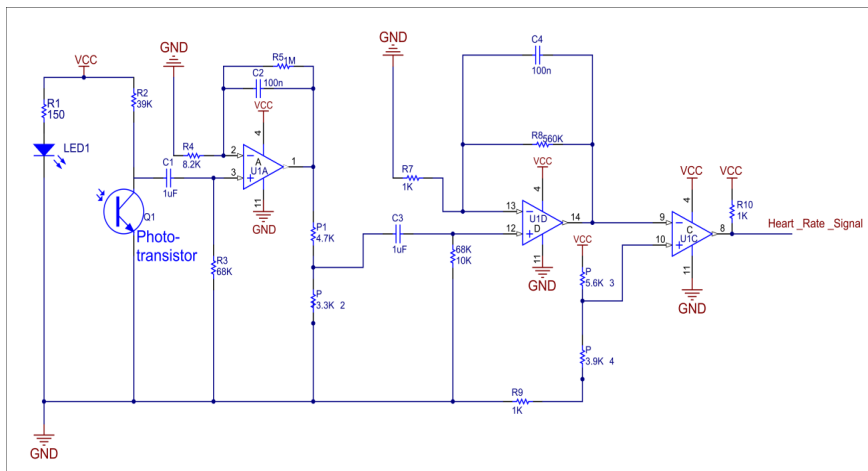 GND
VCC
R1
150
LED1
R2
39K
Q1
Photo-
transistor
C1
1uF
R4
8.2K
R5 1M
C2
100n
VCC
4
2
A
1
3
U1A
11
GND
R3
68K
P1
4.7K
P
3.3K 2
GND
R7
1K
C3
1uF
68K
10K
C4
100n
R8 560K
VCC
4
13
U1D
14
12
D
11
GND
VCC
P
5.6K 3
P
3.9K 4
R9
1K
VCC
4
9
C
8
10
U1C
11
GND
VCC
R10
1K
Heart _Rate _Signal
GND